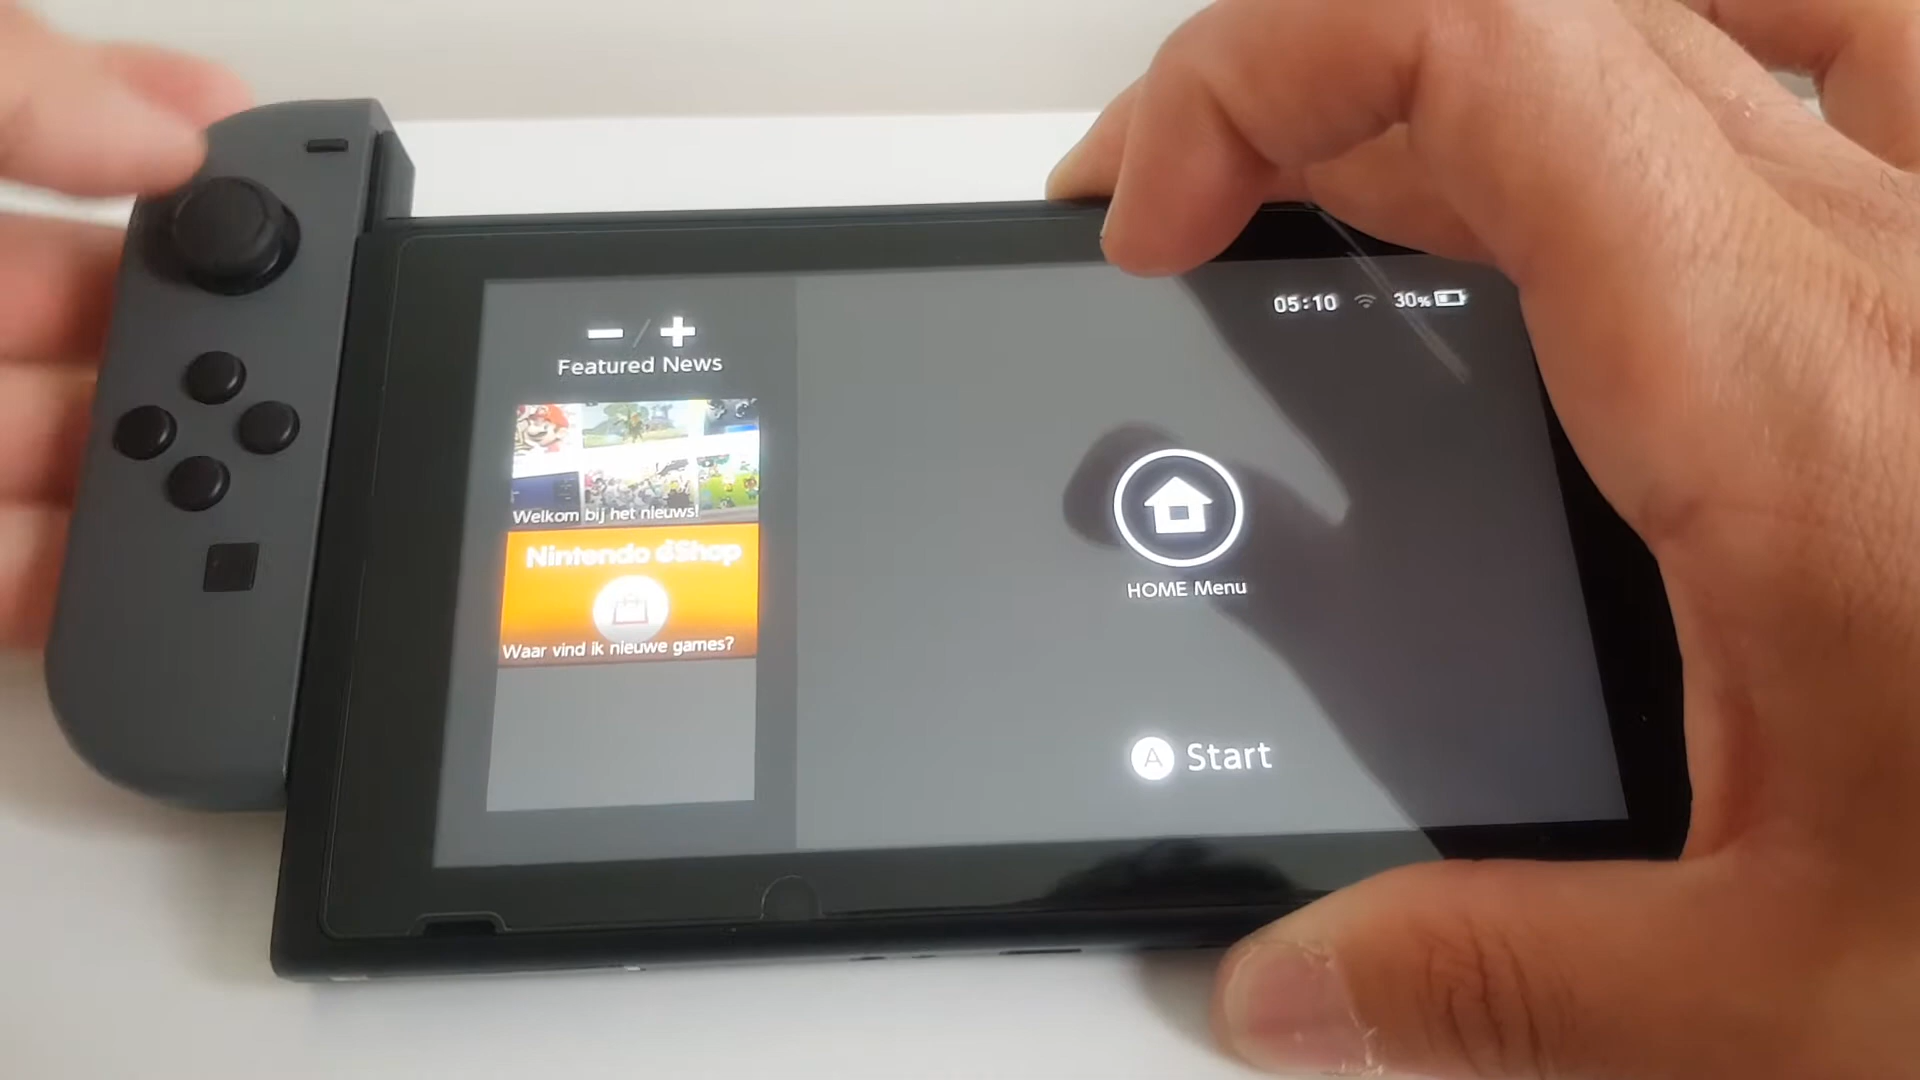 05:10 30%
− / +
Featured News
Welkom bij het nieuws!
Nintendo eShop
Waar vind ik nieuwe games?
HOME Menu
A Start